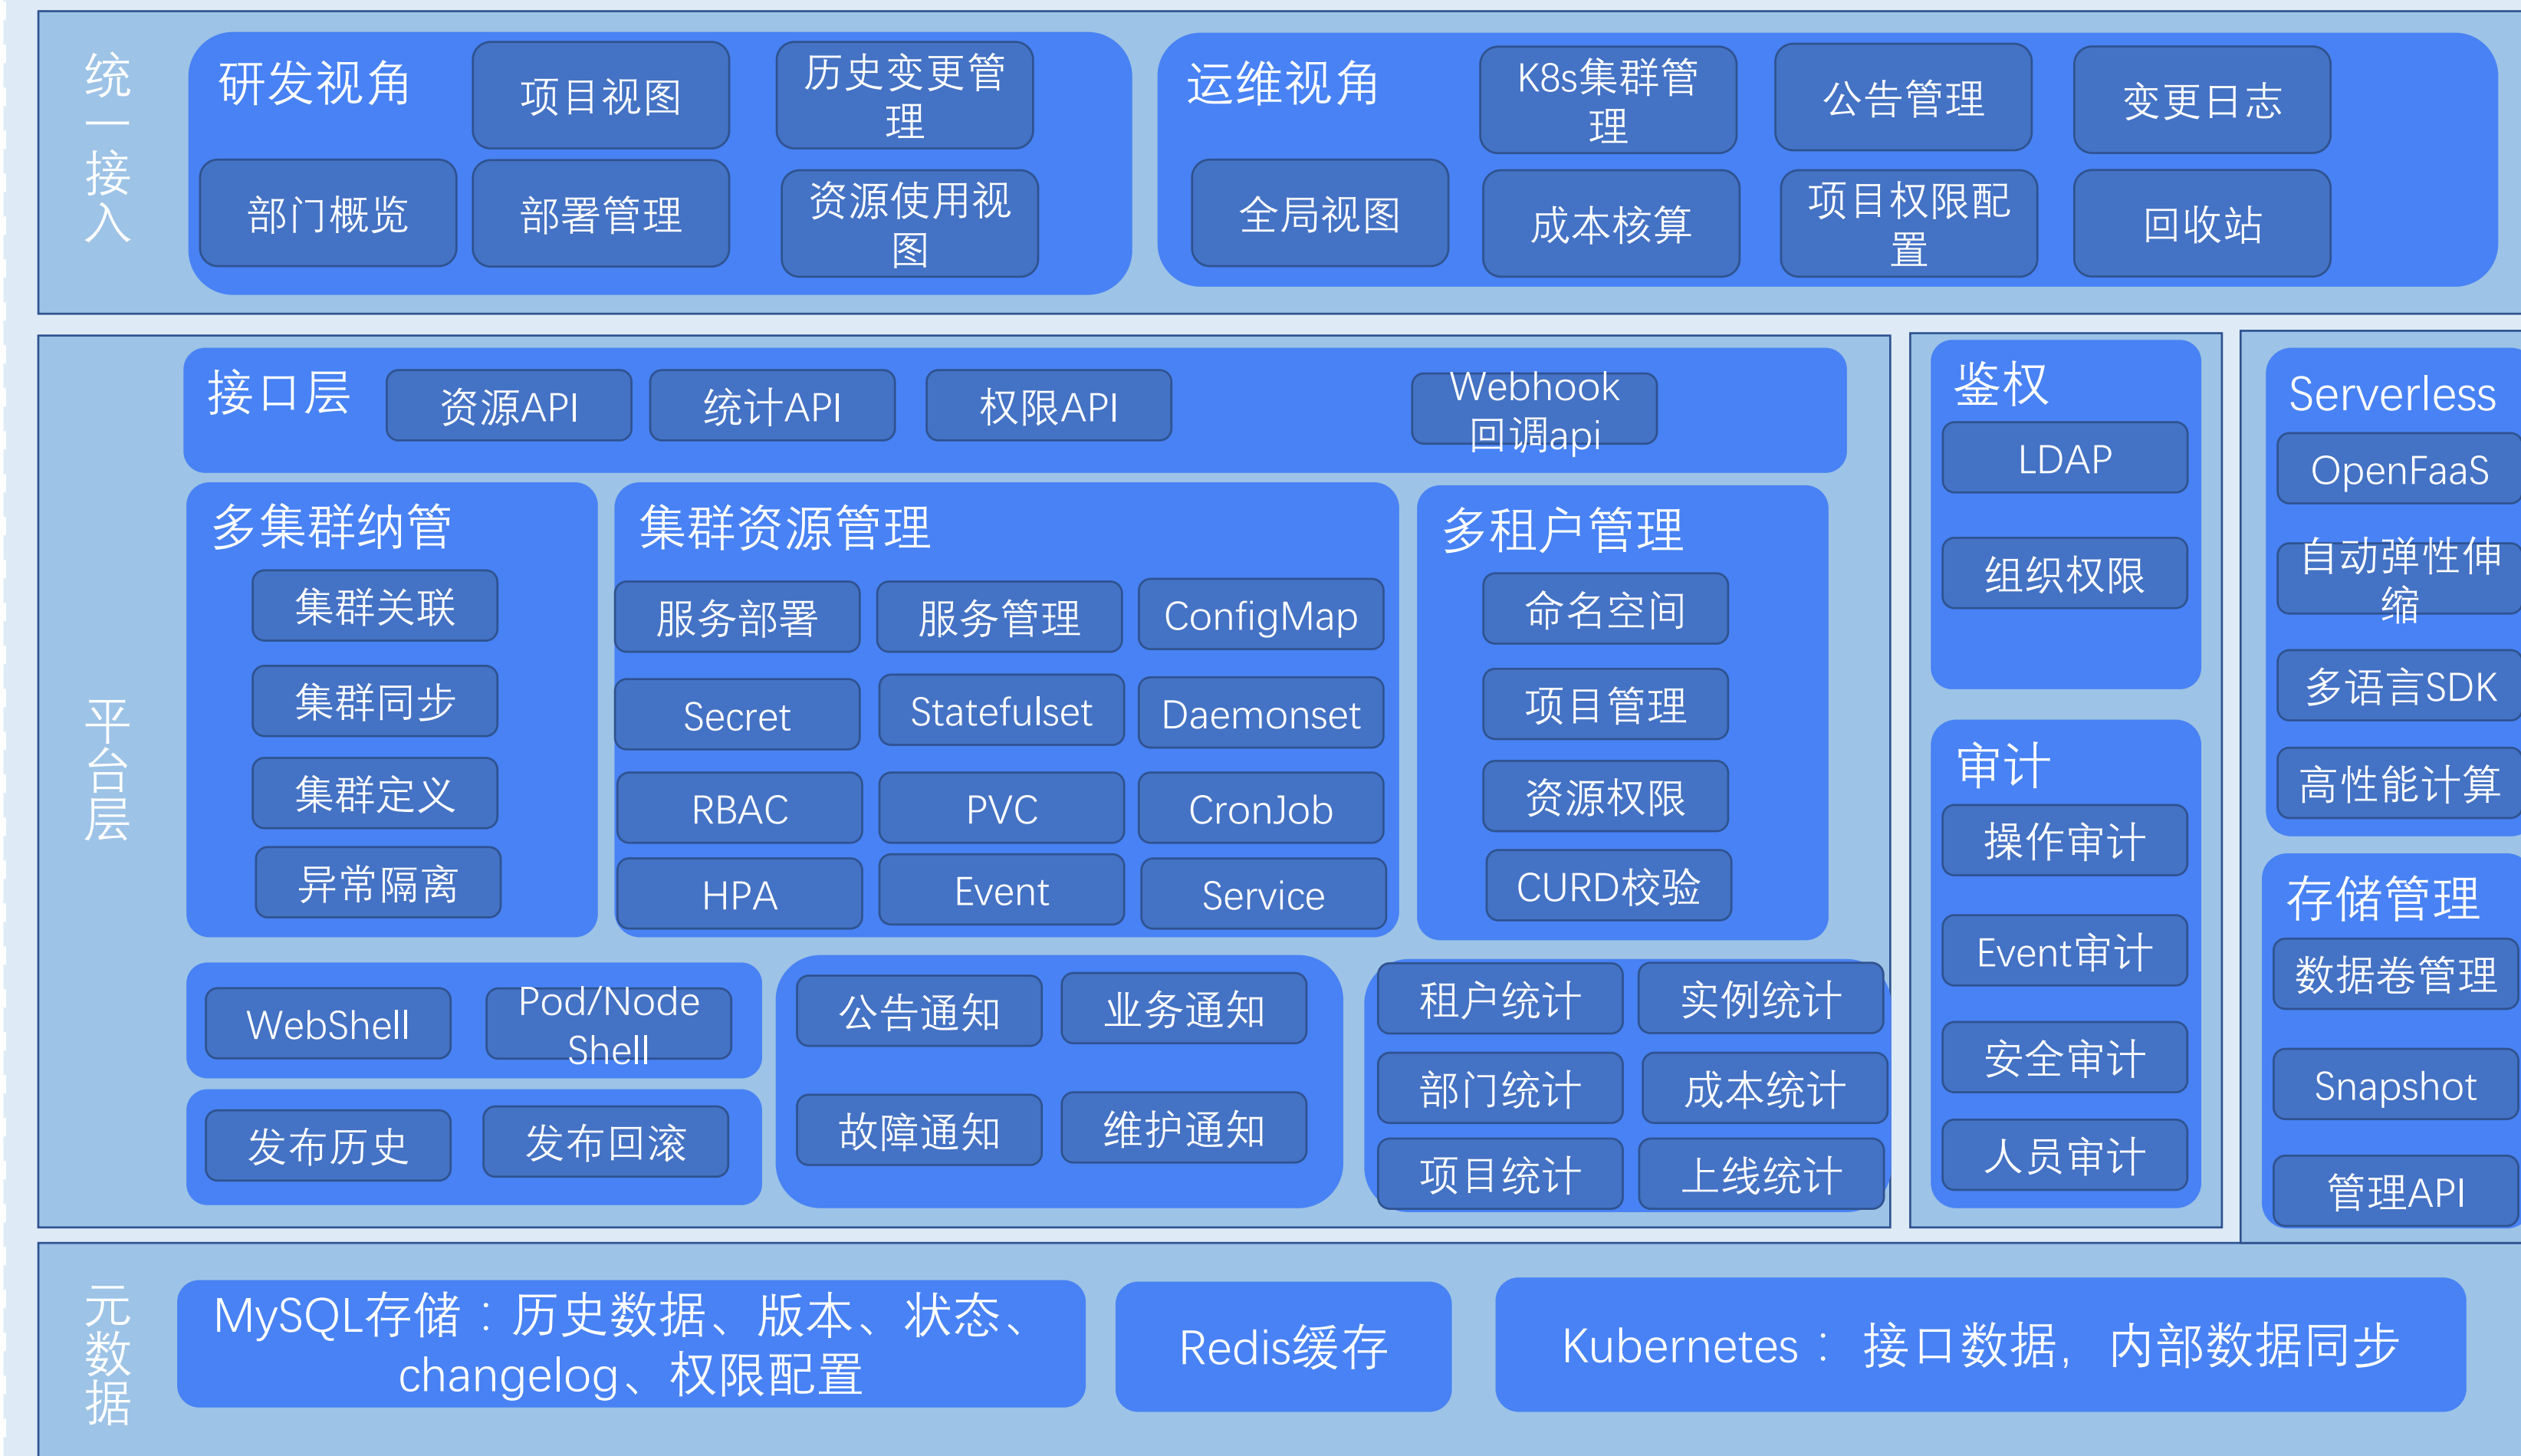 统一接入
研发视角
项目视图
历史变更管
理
部门概览
部署管理
资源使用视
图
运维视角
K8s集群管
理
公告管理
变更日志
全局视图
成本核算
项目权限配
置
回收站
平台层
接口层
资源API
统计API
权限API
Webhook
回调api
多集群纳管
集群关联
集群同步
集群定义
异常隔离
集群资源管理
服务部署
服务管理
ConfigMap
Secret
Statefulset
Daemonset
RBAC
PVC
CronJob
HPA
Event
Service
多租户管理
命名空间
项目管理
资源权限
CURD校验
WebShell
Pod/Node
Shell
发布历史
发布回滚
公告通知
业务通知
故障通知
维护通知
租户统计
实例统计
部门统计
成本统计
项目统计
上线统计
鉴权
LDAP
组织权限
审计
操作审计
Event审计
安全审计
人员审计
Serverless
OpenFaaS
自动弹性伸
缩
多语言SDK
高性能计算
存储管理
数据卷管理
Snapshot
管理API
元数据
MySQL存储：历史数据、版本、状态、
changelog、权限配置
Redis缓存
Kubernetes： 接口数据，内部数据同步